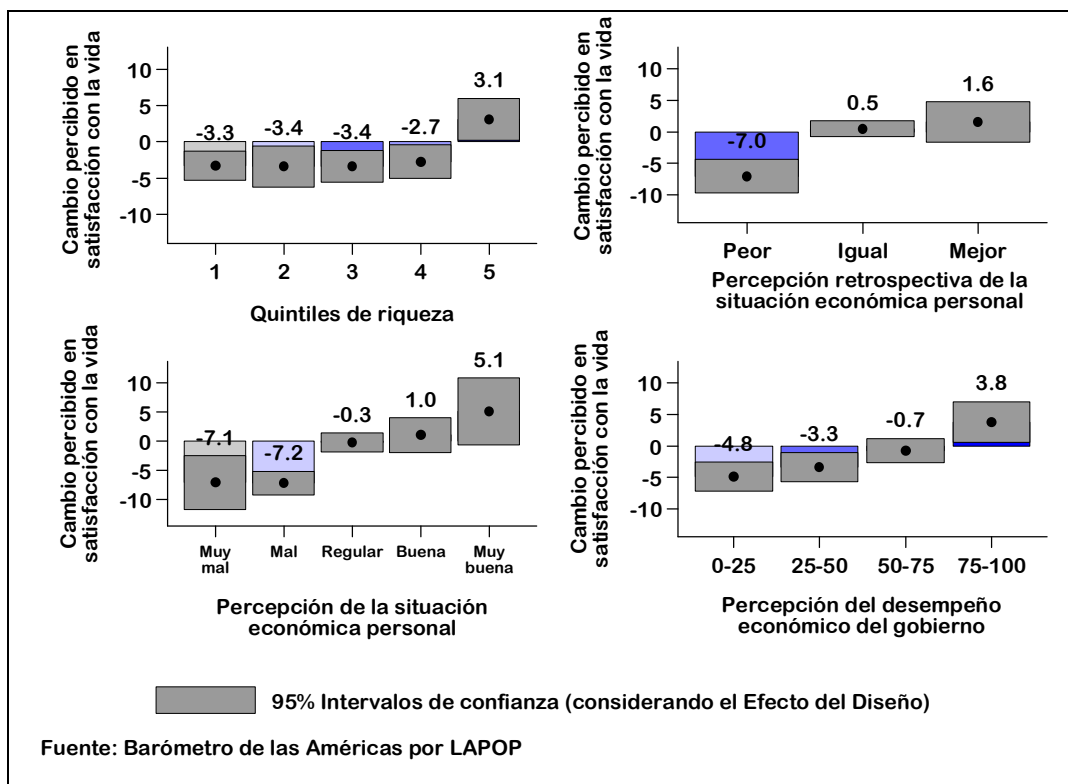 Cambio percibido en
satisfacción con la vida
10
5
0
-5
-10
-3.3
-3.4
-3.4
-2.7
3.1
1
2
3
4
5
Quintiles de riqueza
Cambio percibido en
satisfacción con la vida
10
5
0
-5
-10
-7.0
0.5
1.6
Peor
Igual
Mejor
Percepción retrospectiva de la
situación económica personal
Cambio percibido en
satisfacción con la vida
10
5
0
-5
-10
-7.1
-7.2
-0.3
1.0
5.1
Muy
mal
Mal
Regular
Buena
Muy
buena
Percepción de la situación
económica personal
Cambio percibido en
satisfacción con la vida
10
5
0
-5
-10
-4.8
-3.3
-0.7
3.8
0-25
25-50
50-75
75-100
Percepción del desempeño
económico del gobierno
95% Intervalos de confianza (considerando el Efecto del Diseño)
Fuente: Barómetro de las Américas por LAPOP